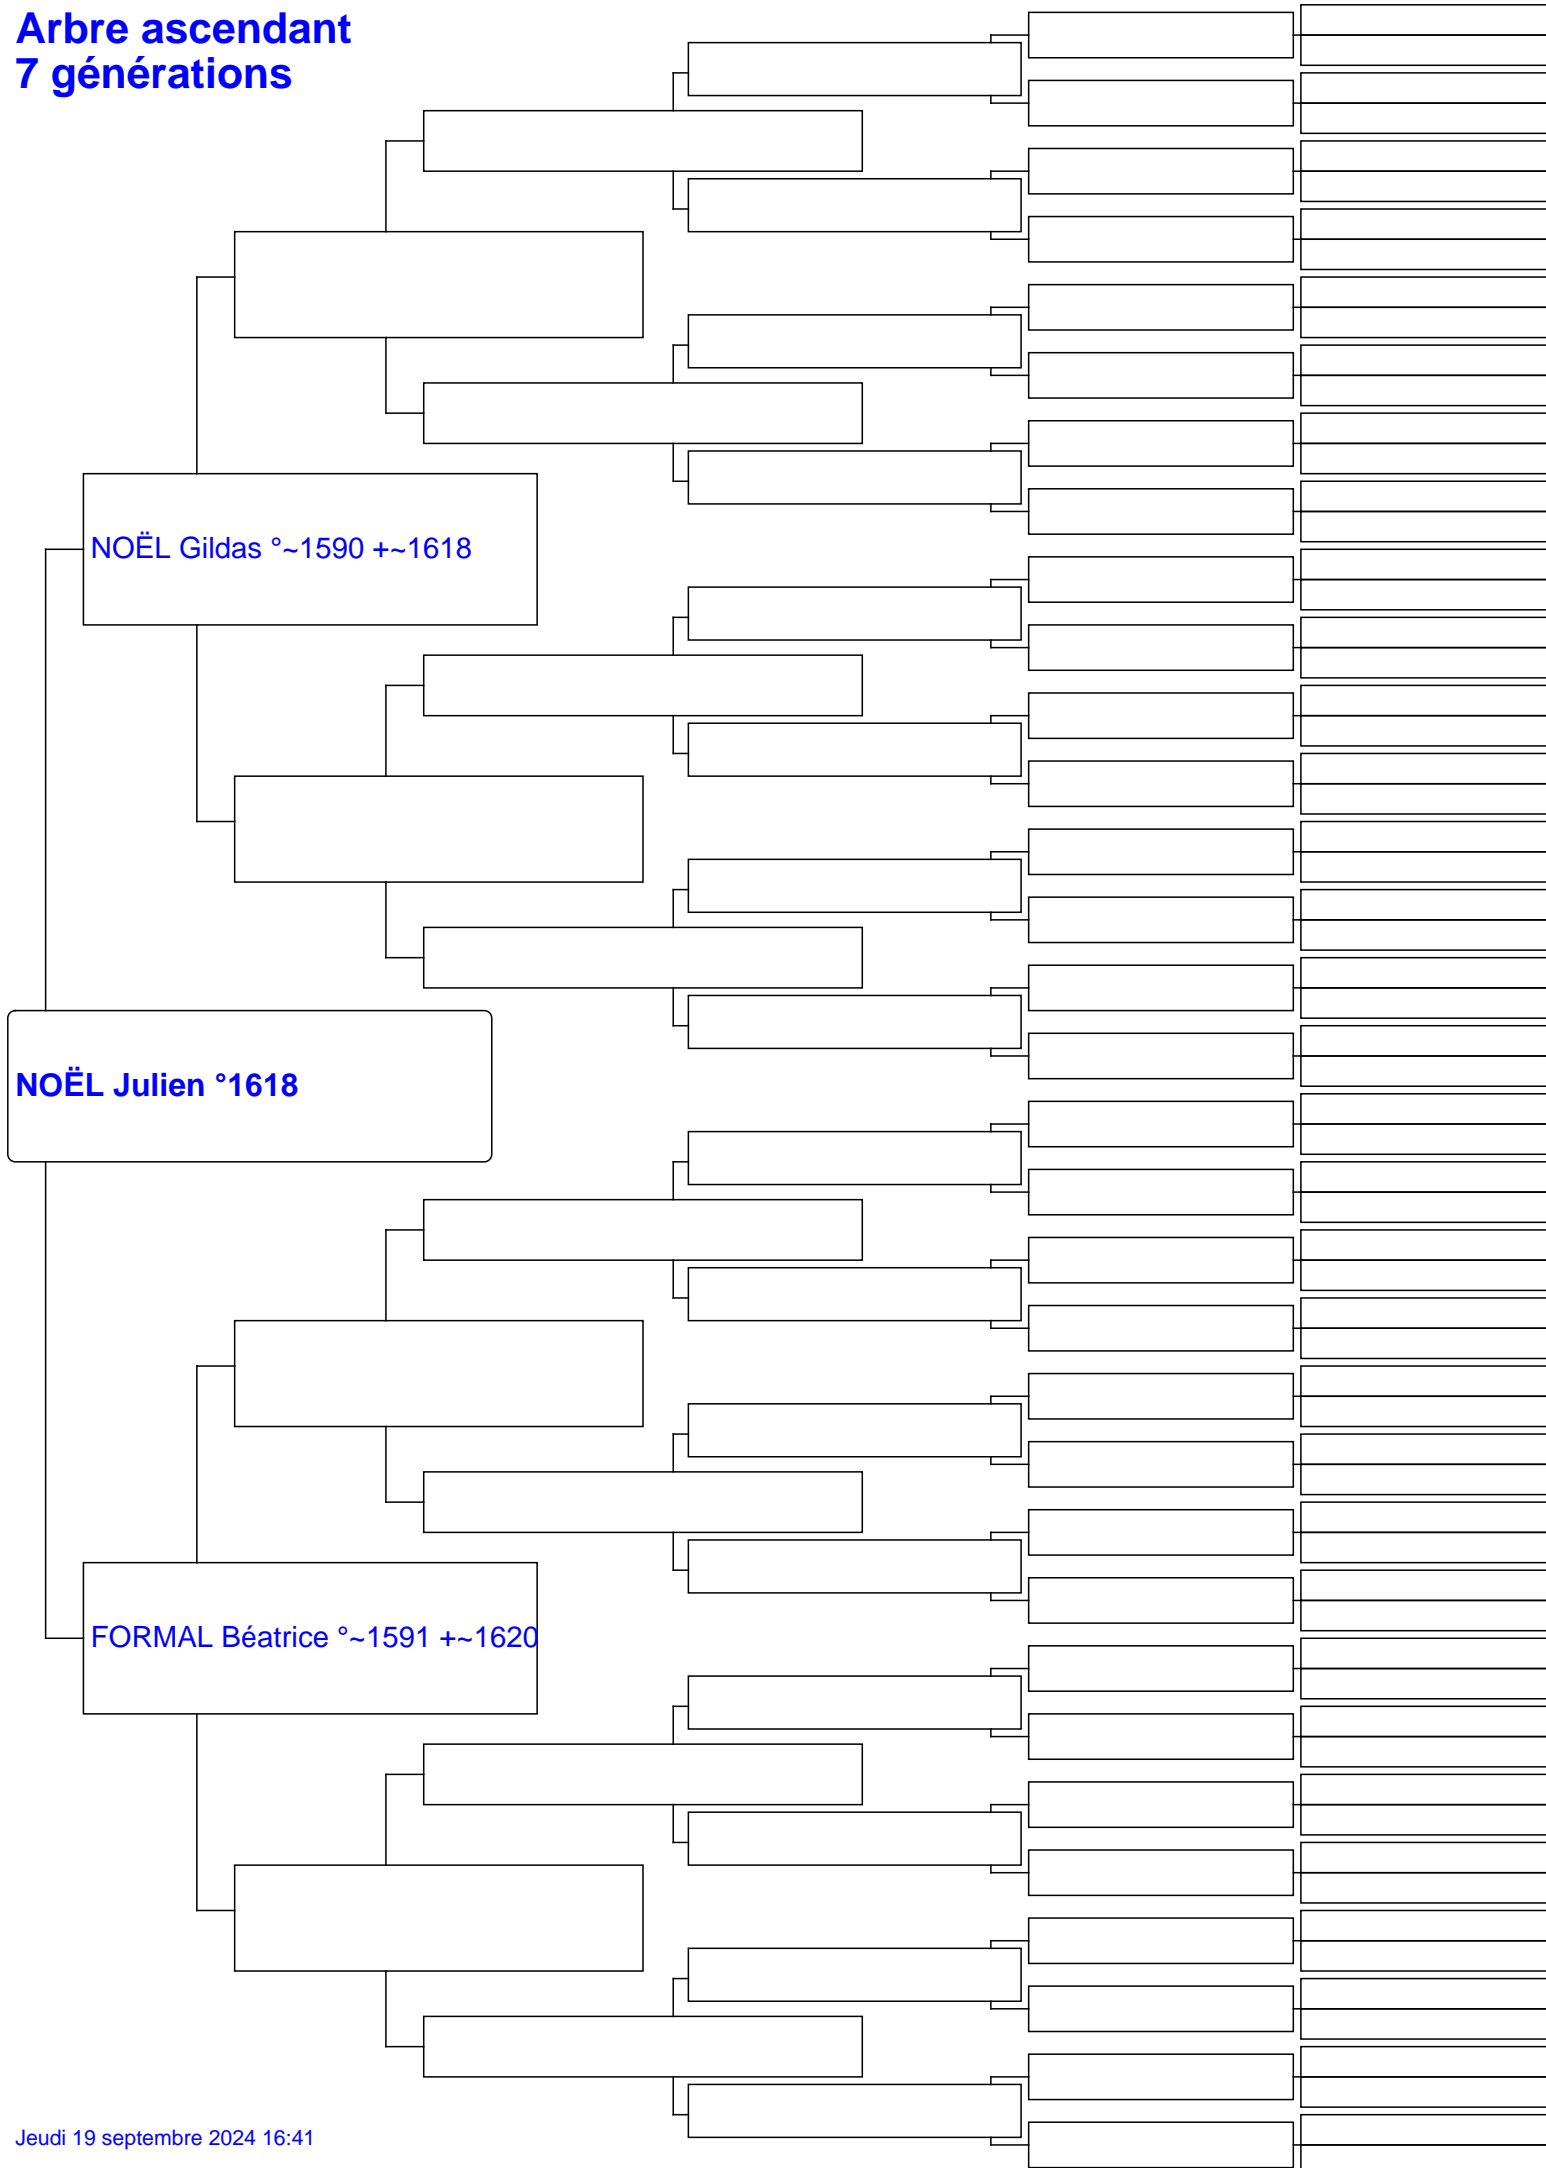 Arbre ascendant
7 générations
NOËL Gildas °~1590 +~1618
NOËL Julien °1618
FORMAL Béatrice °~1591 +~1620
Jeudi 19 septembre 2024 16:41